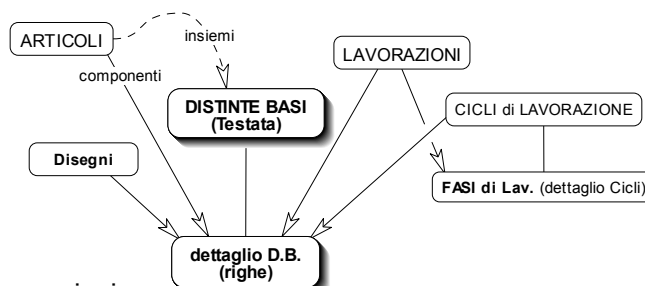 ARTICOLI
insiemi
componenti
LAVORAZIONI
DISTINTE BASI
(Testata)
CICLI di LAVORAZIONE
Disegni
FASI di Lav. (dettaglio Cicli)
dettaglio D.B.
(righe)